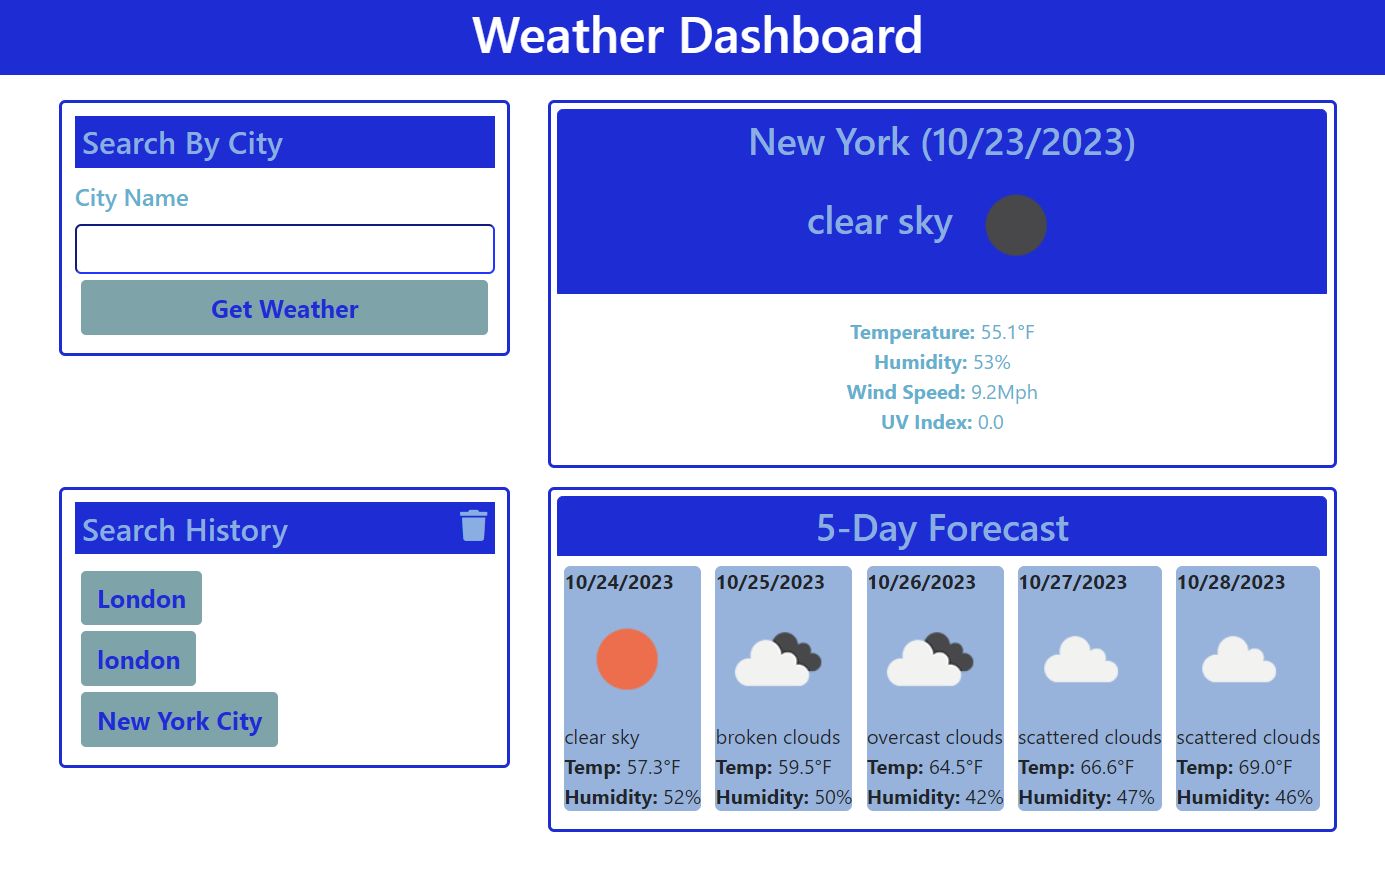 Weather Dashboard
Search By City
City Name
Get Weather
New York (10/23/2023)
clear sky
Temperature: 55.1°F
Humidity: 53%
Wind Speed: 9.2Mph
UV Index: 0.0
Search History
London
london
New York City
5-Day Forecast
10/24/2023
clear sky
Temp: 57.3°F
Humidity: 52%
10/25/2023
broken clouds
Temp: 59.5°F
Humidity: 50%
10/26/2023
overcast clouds
Temp: 64.5°F
Humidity: 42%
10/27/2023
scattered clouds
Temp: 66.6°F
Humidity: 47%
10/28/2023
scattered clouds
Temp: 69.0°F
Humidity: 46%